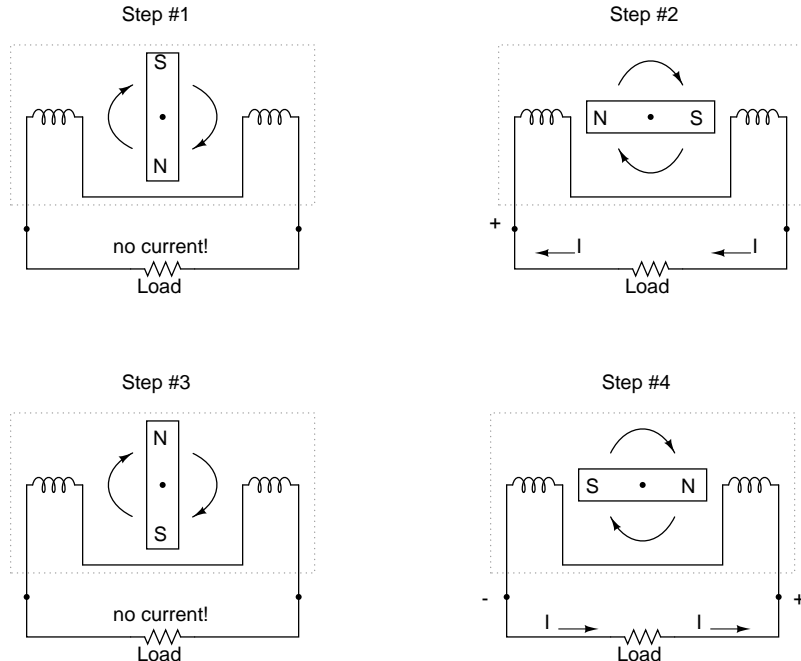 Step #1
S
N
no current!
Load
Step #2
N S
+
I I
Load
Step #3
N
S
no current!
Load
Step #4
S N
- +
I I
Load